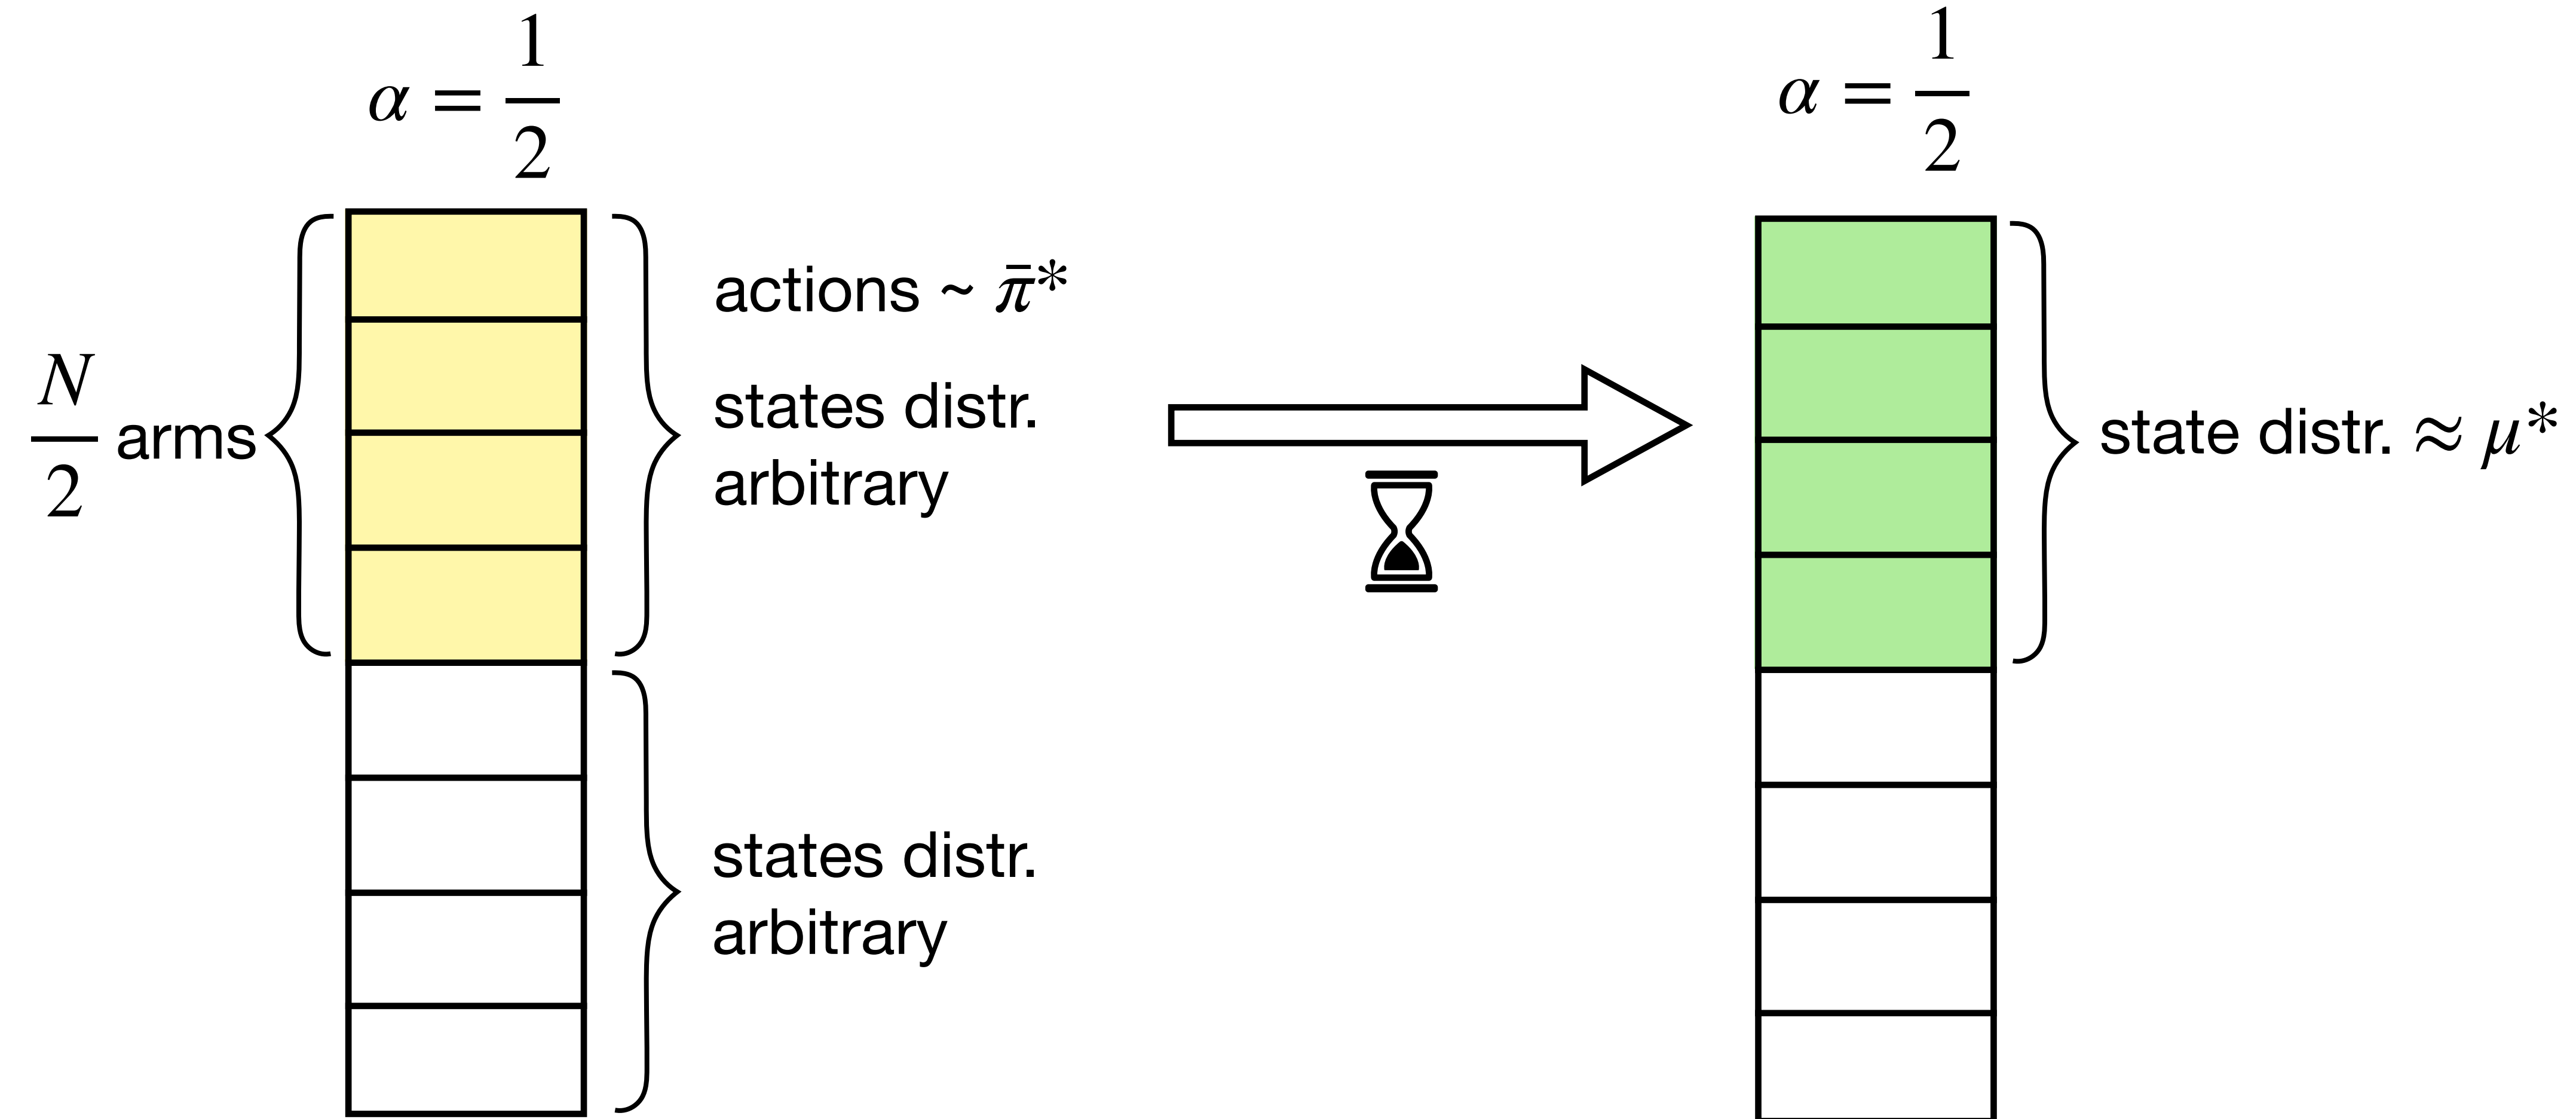 α = 1/2
N/2 arms
actions ~ π̄*
states distr.
arbitrary
states distr.
arbitrary
α = 1/2
state distr. ≈ μ*